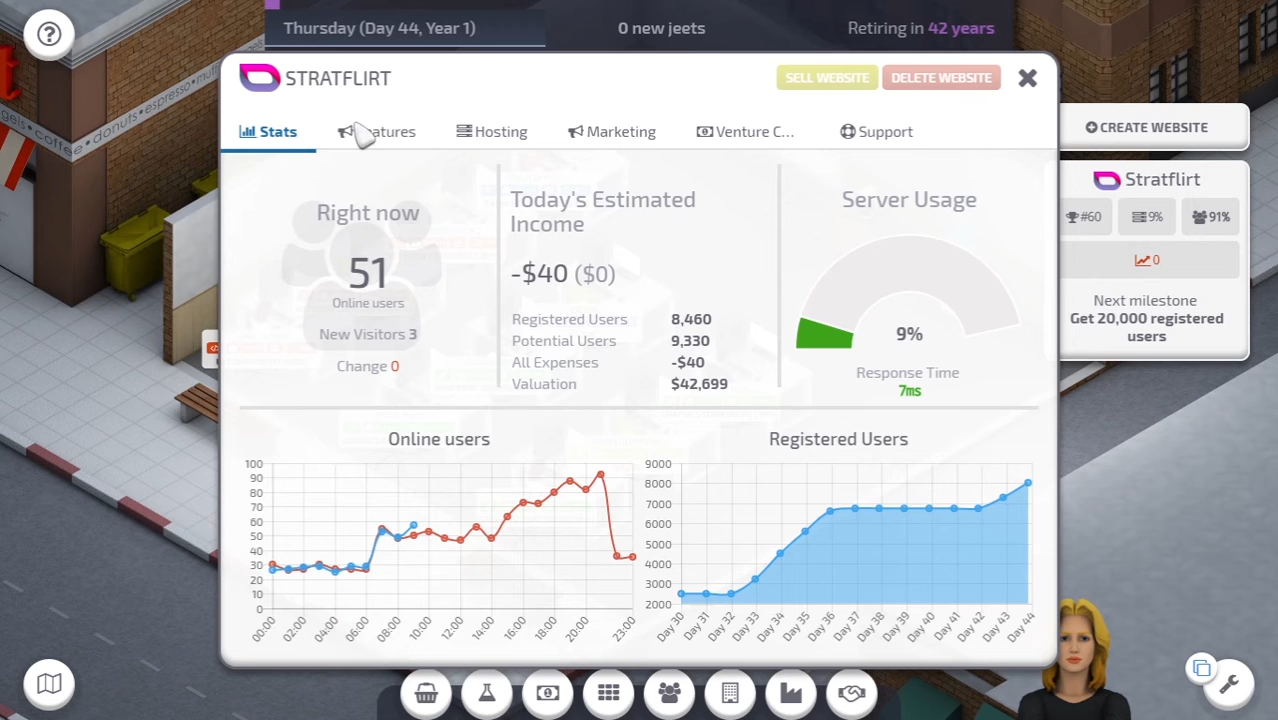 Thursday (Day 44, Year 1)
0 new jeets
Retiring in 42 years
STRATFLIRT
SELL WEBSITE
DELETE WEBSITE
Stats
atures
Hosting
Marketing
Venture C...
Support
CREATE WEBSITE
Stratflirt
#60
9%
91%
0
Next milestone
Get 20,000 registered
users
Right now
51
Online users
New Visitors 3
Change 0
Today's Estimated
Income
-$40 ($0)
Registered Users 8,460
Potential Users 9,330
All Expenses -$40
Valuation $42,699
Server Usage
9%
Response Time
7ms
Online users
100
90
80
70
60
50
40
30
20
10
0
00:00
02:00
04:00
06:00
08:00
10:00
12:00
14:00
16:00
18:00
20:00
23:00
Registered Users
9000
8000
7000
6000
5000
4000
3000
2000
Day 30
Day 31
Day 32
Day 33
Day 34
Day 35
Day 36
Day 37
Day 38
Day 39
Day 40
Day 41
Day 42
Day 43
Day 44
gels • coffee • donuts • espresso • muff